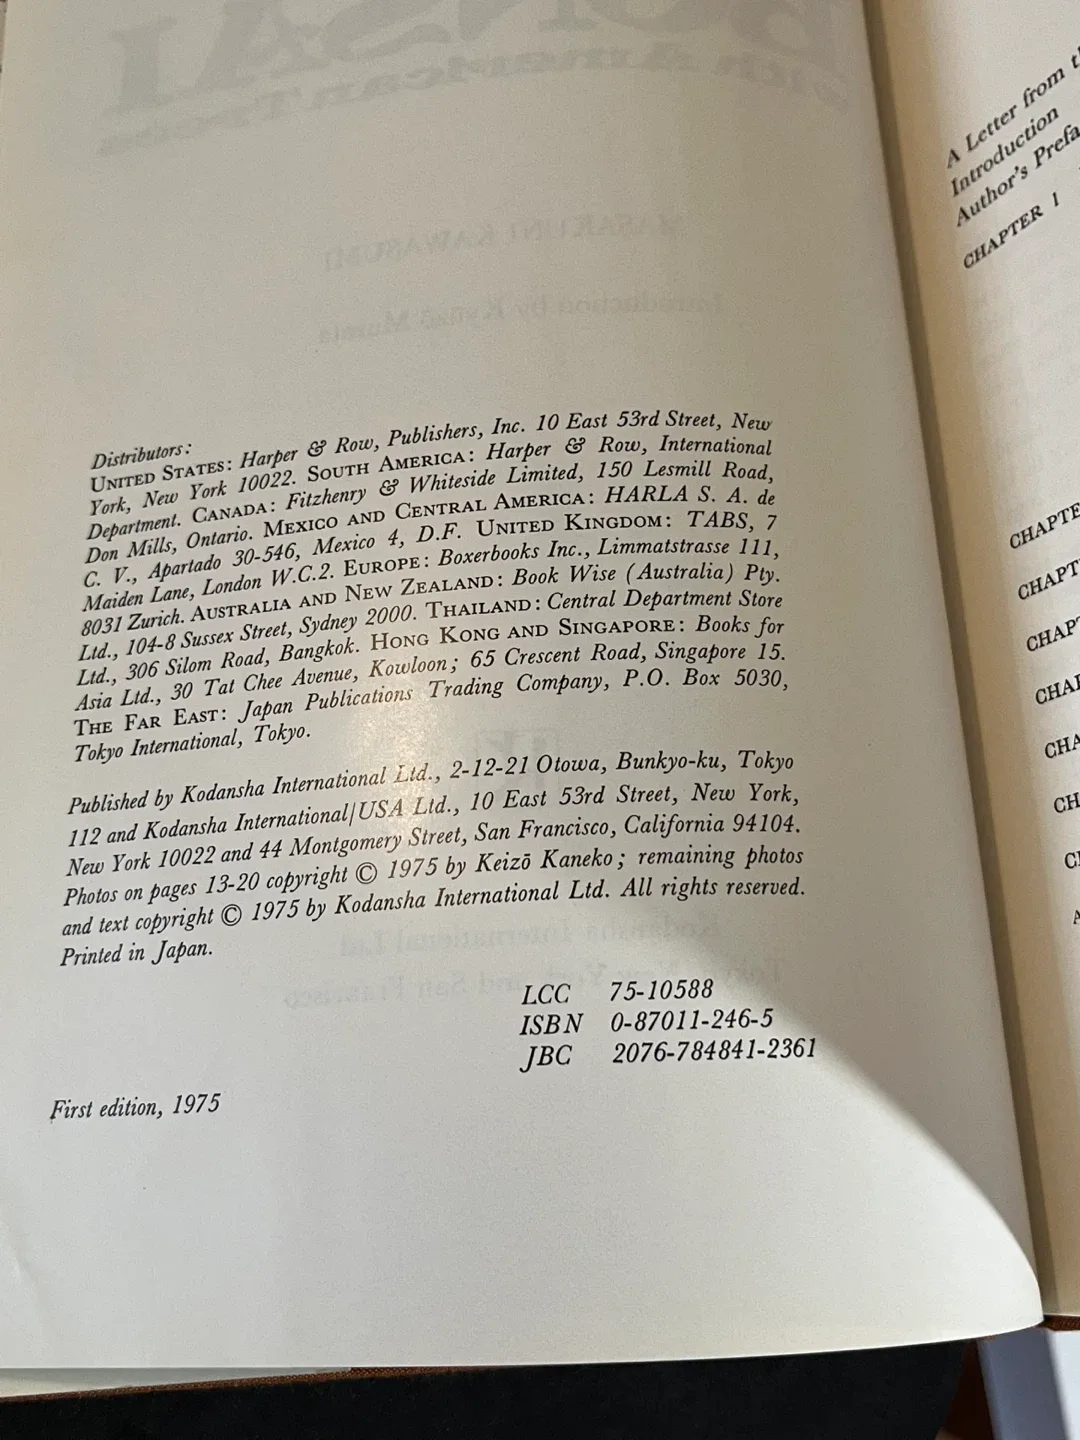 Distributors:
UNITED STATES: Harper & Row, Publishers, Inc. 10 East 53rd Street, New
York, New York 10022. SOUTH AMERICA: Harper & Row, International
Department. CANADA: Fitzhenry & Whiteside Limited, 150 Lesmill Road,
Don Mills, Ontario. MEXICO AND CENTRAL AMERICA: HARLA S. A. de
C. V., Apartado 30-546, Mexico 4, D.F. UNITED KINGDOM: TABS, 7
Maiden Lane, London W.C.2. EUROPE: Boxerbooks Inc., Limmatstrasse 111,
8031 Zurich. AUSTRALIA AND NEW ZEALAND: Book Wise (Australia) Pty.
Ltd., 104-8 Sussex Street, Sydney 2000. THAILAND: Central Department Store
Ltd., 306 Silom Road, Bangkok. HONG KONG AND SINGAPORE: Books for
Asia Ltd., 30 Tat Chee Avenue, Kowloon; 65 Crescent Road, Singapore 15.
THE FAR EAST: Japan Publications Trading Company, P.O. Box 5030,
Tokyo International, Tokyo.
Published by Kodansha International Ltd., 2-12-21 Otowa, Bunkyo-ku, Tokyo
112 and Kodansha International/USA Ltd., 10 East 53rd Street, New York,
New York 10022 and 44 Montgomery Street, San Francisco, California 94104.
Photos on pages 13-20 copyright © 1975 by Keizō Kaneko; remaining photos
and text copyright © 1975 by Kodansha International Ltd. All rights reserved.
Printed in Japan.
LCC 75-10588
ISBN 0-87011-246-5
JBC 2076-784841-2361
First edition, 1975
A Letter from
Introduction
Author's
CHAPTER 1